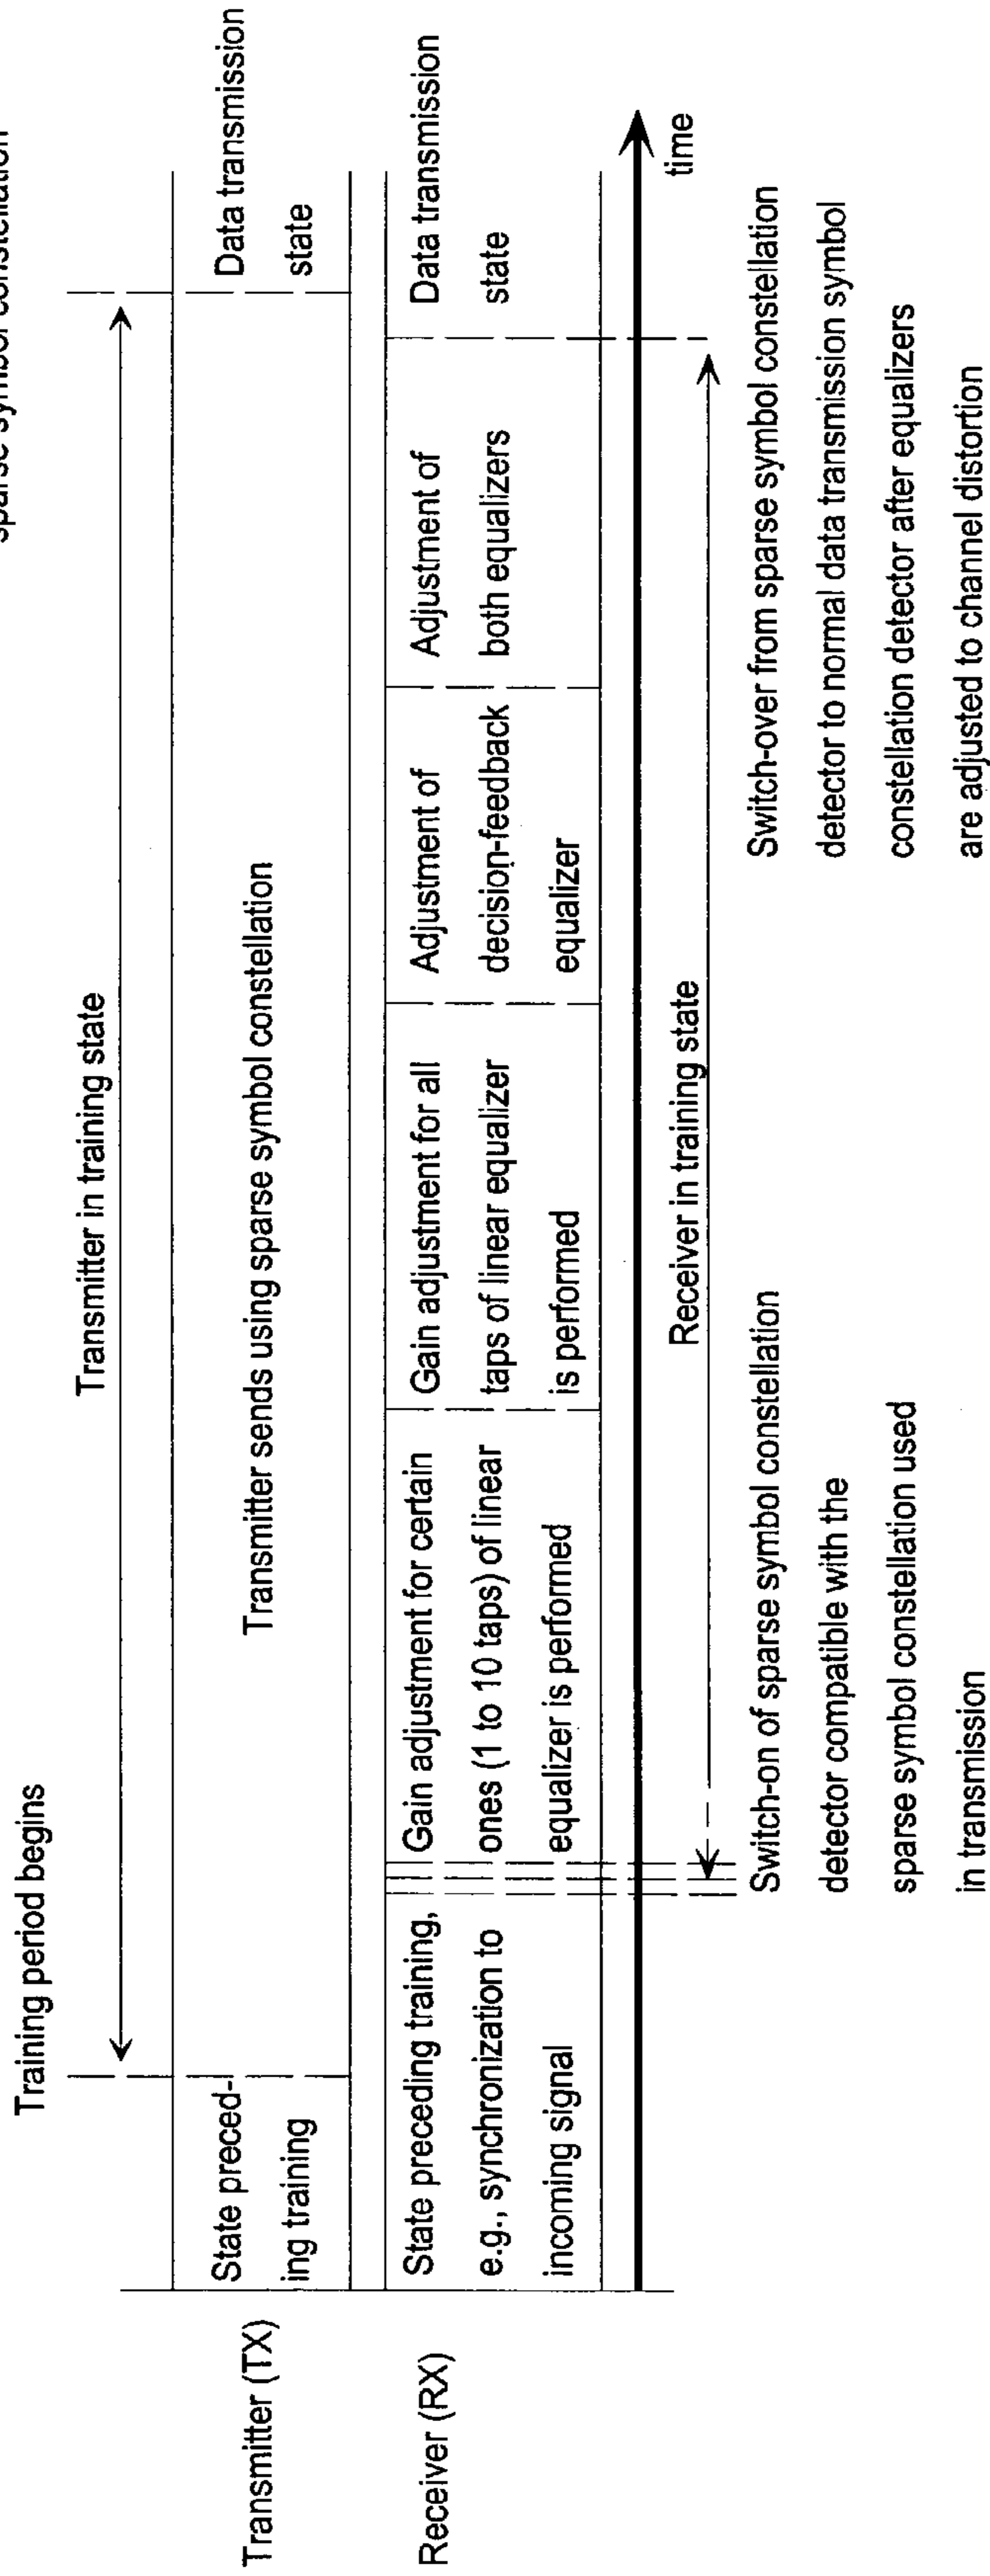 sparse symbol constellation
Training period begins
Transmitter in training state
Transmitter (TX)
State preced-
ing training
Transmitter sends using sparse symbol constellation
Data transmission
state
Receiver (RX)
State preceding training,
e.g., synchronization to
incoming signal
Gain adjustment for certain
ones (1 to 10 taps) of linear
equalizer is performed
Gain adjustment for all
taps of linear equalizer
is performed
Adjustment of
decision-feedback
equalizer
Adjustment of
both equalizers
Data transmission
state
time
Receiver in training state
Switch-on of sparse symbol constellation
detector compatible with the
sparse symbol constellation used
in transmission
Switch-over from sparse symbol constellation
detector to normal data transmission symbol
constellation detector after equalizers
are adjusted to channel distortion